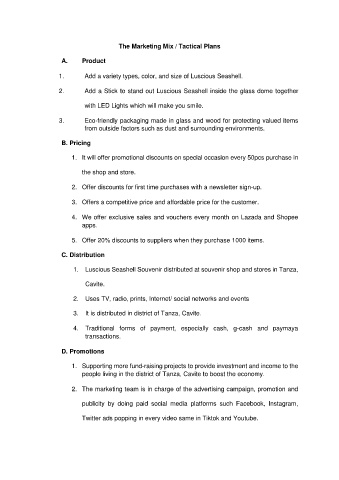 The Marketing Mix / Tactical Plans
A. Product
1. Add a variety types, color, and size of Luscious Seashell.
2. Add a Stick to stand out Luscious Seashell inside the glass dome together
with LED Lights which will make you smile.
3. Eco-friendly packaging made in glass and wood for protecting valued items
from outside factors such as dust and surrounding environments.
B. Pricing
1. It will offer promotional discounts on special occasion every 50pcs purchase in
the shop and store.
2. Offer discounts for first time purchases with a newsletter sign-up.
3. Offers a competitive price and affordable price for the customer.
4. We offer exclusive sales and vouchers every month on Lazada and Shopee
apps.
5. Offer 20% discounts to suppliers when they purchase 1000 items.
C. Distribution
1. Luscious Seashell Souvenir distributed at souvenir shop and stores in Tanza,
Cavite.
2. Uses TV, radio, prints, Internet/ social networks and events
3. It is distributed in district of Tanza, Cavite.
4. Traditional forms of payment, especially cash, g-cash and paymaya
transactions.
D. Promotions
1. Supporting more fund-raising projects to provide investment and income to the
people living in the district of Tanza, Cavite to boost the economy.
2. The marketing team is in charge of the advertising campaign, promotion and
publicity by doing paid social media platforms such Facebook, Instagram,
Twitter ads popping in every video same in Tiktok and Youtube.